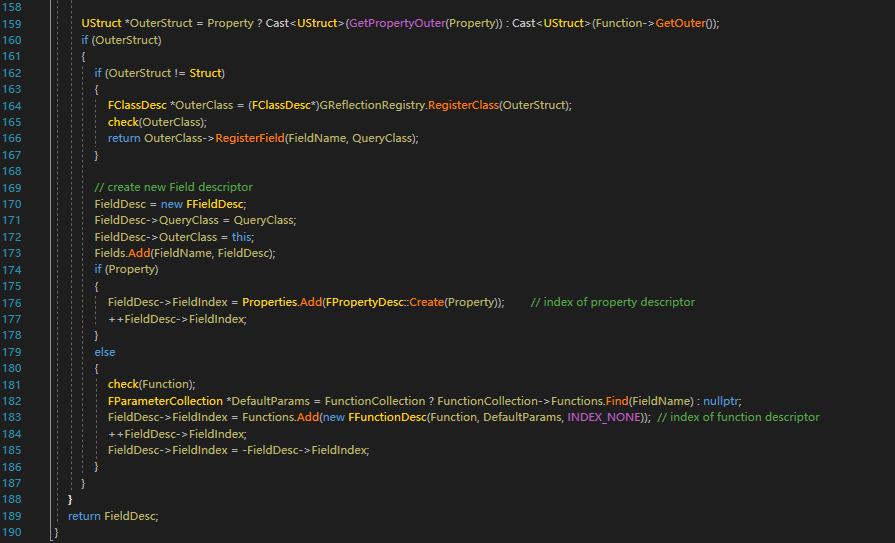 158
159 UStruct *OuterStruct = Property ? Cast<UStruct>(GetPropertyOuter(Property)) : Cast<UStruct>(Function->GetOuter());
160 if (OuterStruct)
161 {
162 if (OuterStruct != Struct)
163 {
164 FClassDesc *OuterClass = (FClassDesc*)GReflectionRegistry.RegisterClass(OuterStruct);
165 check(OuterClass);
166 return OuterClass->RegisterField(FieldName, QueryClass);
167 }
168
169 // create new Field descriptor
170 FieldDesc = new FFieldDesc;
171 FieldDesc->QueryClass = QueryClass;
172 FieldDesc->OuterClass = this;
173 Fields.Add(FieldName, FieldDesc);
174 if (Property)
175 {
176 FieldDesc->FieldIndex = Properties.Add(FPropertyDesc::Create(Property)); // index of property descriptor
177 ++FieldDesc->FieldIndex;
178 }
179 else
180 {
181 check(Function);
182 FParameterCollection *DefaultParams = FunctionCollection ? FunctionCollection->Functions.Find(FieldName) : nullptr;
183 FieldDesc->FieldIndex = Functions.Add(new FFunctionDesc(Function, DefaultParams, INDEX_NONE)); // index of function descriptor
184 ++FieldDesc->FieldIndex;
185 FieldDesc->FieldIndex = -FieldDesc->FieldIndex;
186 }
187 }
188 }
189 return FieldDesc;
190 }